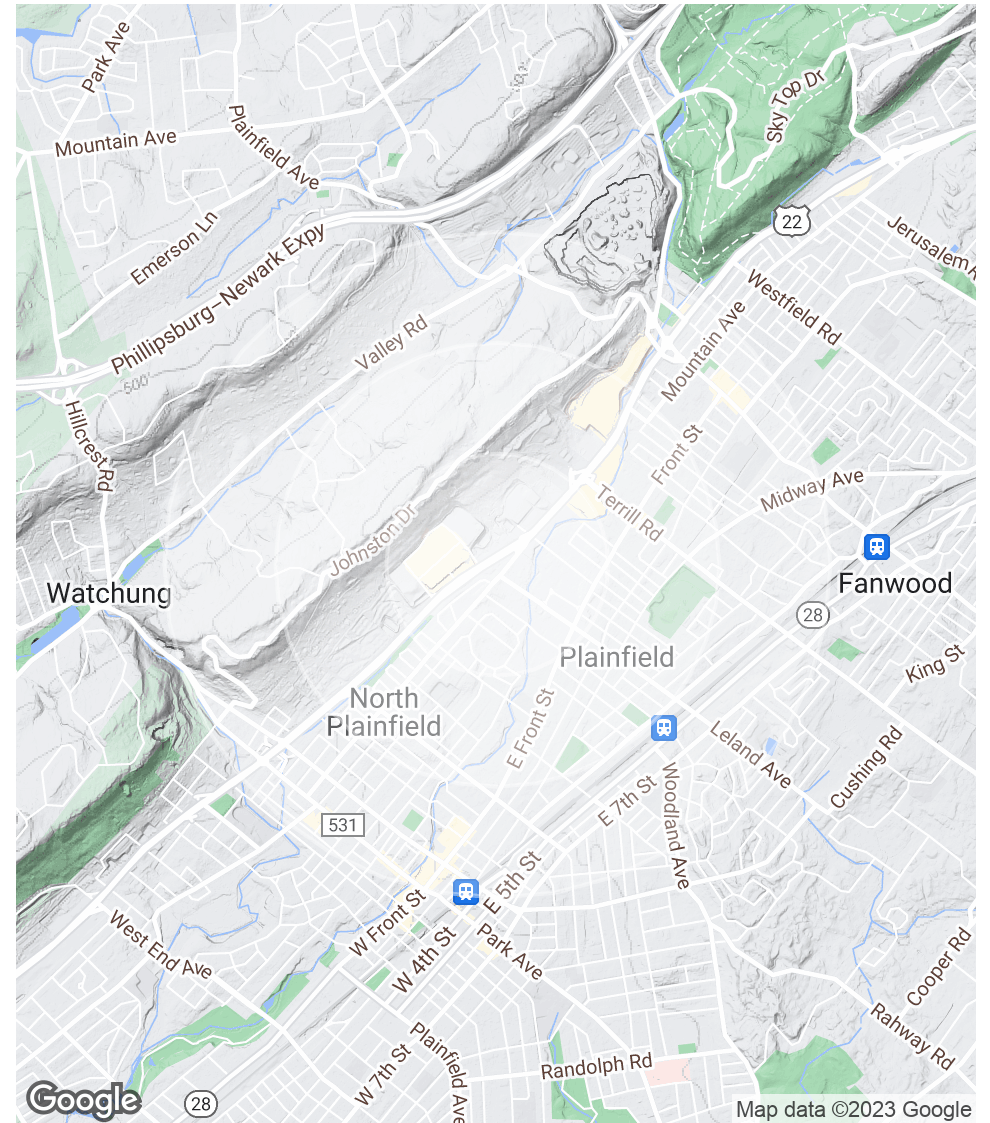 Park Ave
Mountain Ave
Plainfield Ave
Sky Top Dr
Emerson Ln
22
Jerusalem R
Phillipsburg–Newark Expy
Westfield Rd
Valley Rd
Mountain Ave
500'
Hillcrest Rd
Front St
Midway Ave
Terrill Rd
Johnston Dr
Fanwood
Watchung
28
Plainfield
King St
North
Plainfield
E Front St
Leland Ave
Cushing Rd
Woodland Ave
E 7th St
531
E 5th St
W Front St
W 4th St
Park Ave
West End Ave
Cooper Rd
Rahway Rd
Plainfield Ave
W 7th St
Randolph Rd
Google
28
Map data ©2023 Google